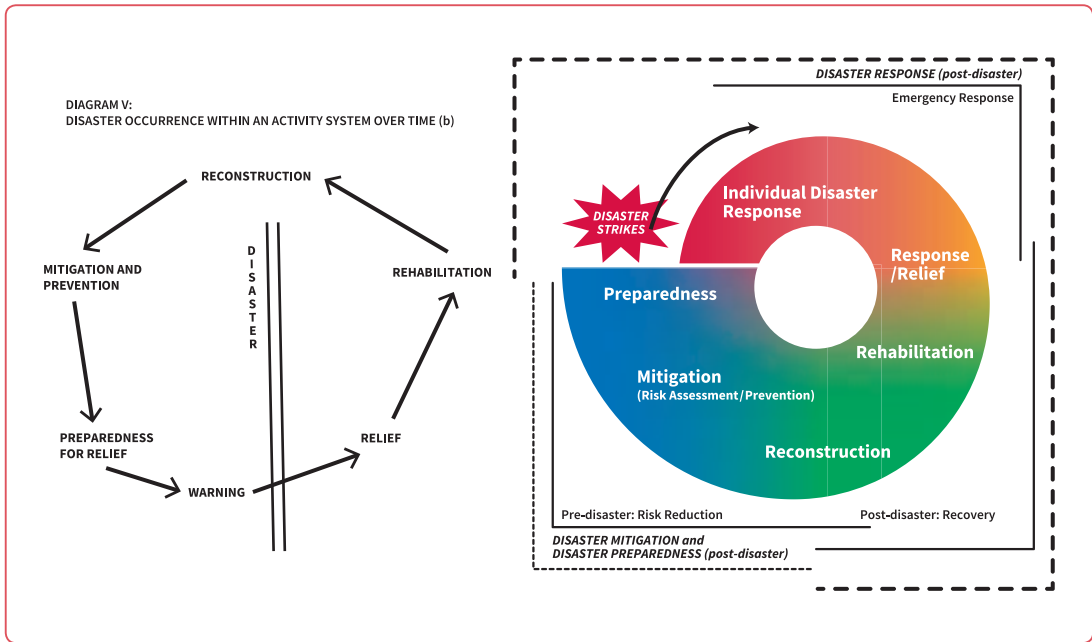 DIAGRAM V:
DISASTER OCCURRENCE WITHIN AN ACTIVITY SYSTEM OVER TIME (b)
RECONSTRUCTION
MITIGATION AND
PREVENTION
DISASTER
REHABILITATION
PREPAREDNESS
FOR RELIEF
RELIEF
WARNING
DISASTER RESPONSE (post-disaster)
Emergency Response
DISASTER
STRIKES
Individual Disaster
Response
Response
/Relief
Preparedness
Rehabilitation
Mitigation
(Risk Assessment/Prevention)
Reconstruction
Pre-disaster: Risk Reduction
Post-disaster: Recovery
DISASTER MITIGATION and
DISASTER PREPAREDNESS (post-disaster)